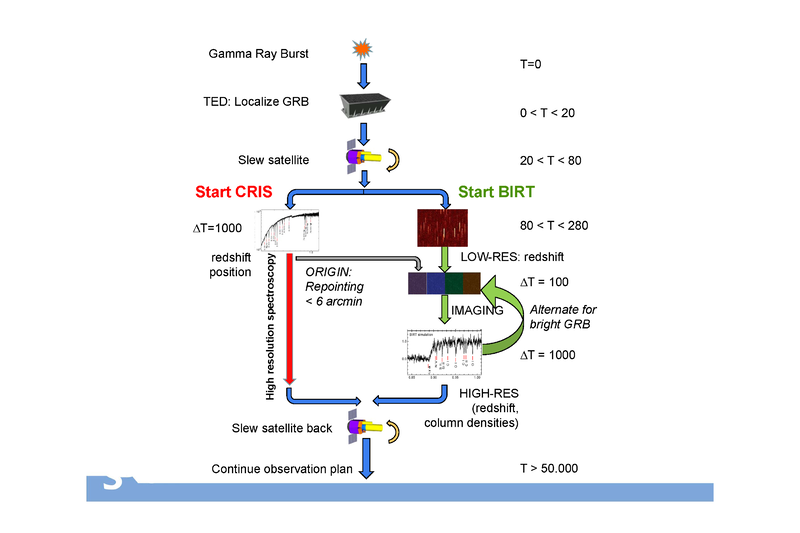 Gamma Ray Burst
T=0
TED: Localize GRB
0 < T < 20
Slew satellite
20 < T < 80
Start CRIS
Start BIRT
ΔT=1000
80 < T < 280
redshift
position
LOW-RES: redshift
High resolution spectroscopy
ORIGIN:
Repointing
< 6 arcmin
ΔT = 100
IMAGING
Alternate for
bright GRB
BIRT simulation
ΔT = 1000
HIGH-RES
(redshift,
column densities)
Slew satellite back
Continue observation plan
T > 50.000